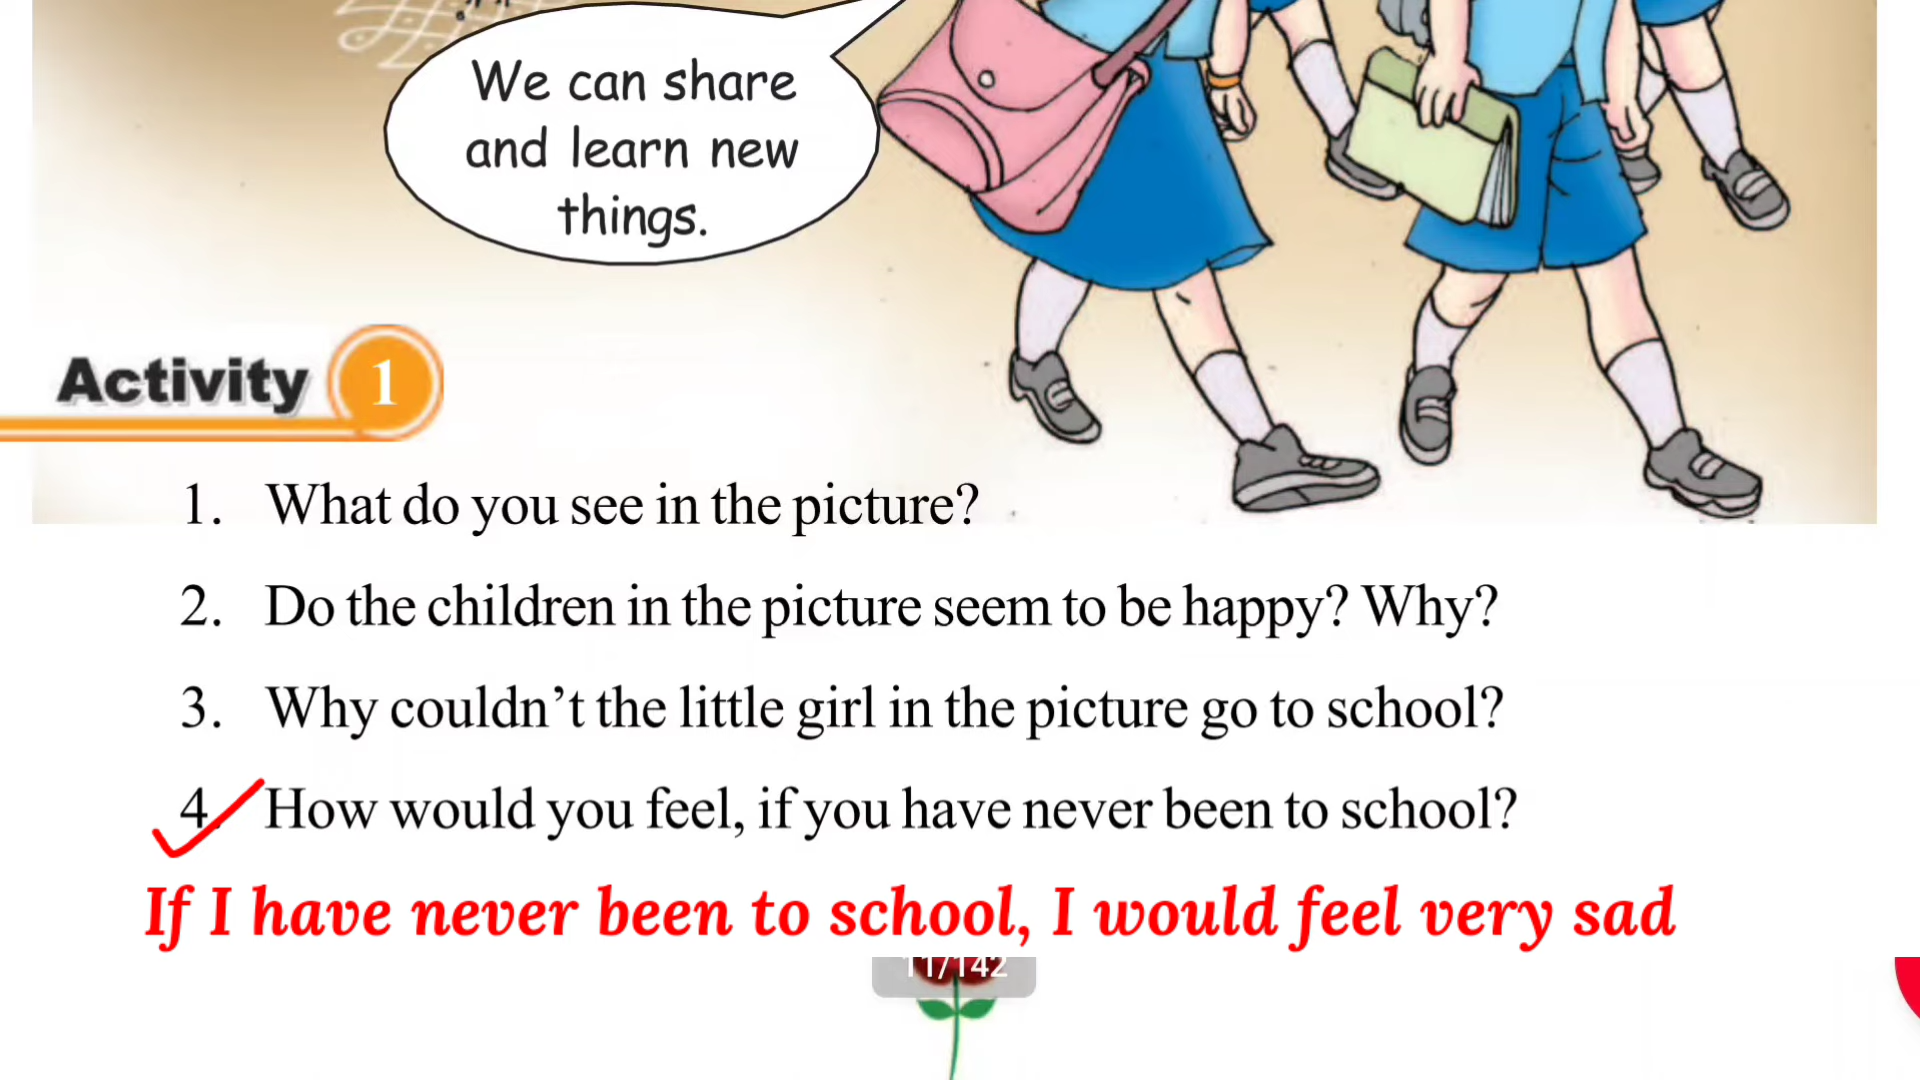 We can share
and learn new
things.
Activity 1
1. What do you see in the picture?
2. Do the children in the picture seem to be happy? Why?
3. Why couldn’t the little girl in the picture go to school?
4. How would you feel, if you have never been to school?
If I have never been to school, I would feel very sad
11/142